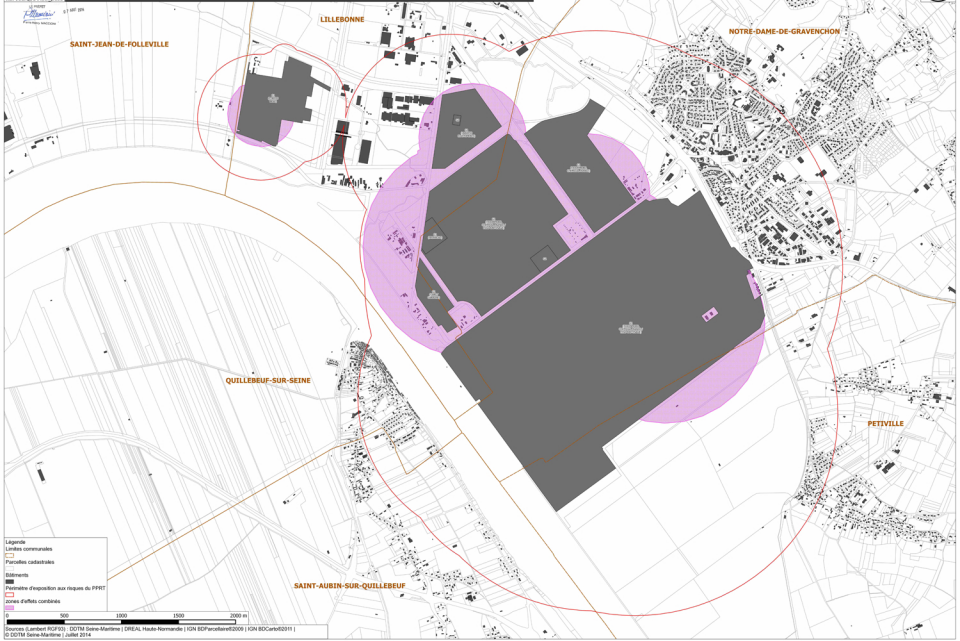 LE PREFET
LILLEBONNE
SAINT-JEAN-DE-FOLLEVILLE
NOTRE-DAME-DE-GRAVENCHON
QUILLEBEUF-SUR-SEINE
PETIVILLE
SAINT-AUBIN-SUR-QUILLEBEUF
Légende
Limites communales
Parcelles cadastrales
Bâtiments
Périmètre d'exposition aux risques du PPRT
zones d'effets combinés
0 500 1000 1500 2000 m
Sources (Lambert RGF93) : DDTM Seine-Maritime | DREAL Haute-Normandie | IGN BDParcellaire®2009 | IGN BDCarto®2011 |
© DDTM Seine-Maritime | Juillet 2014